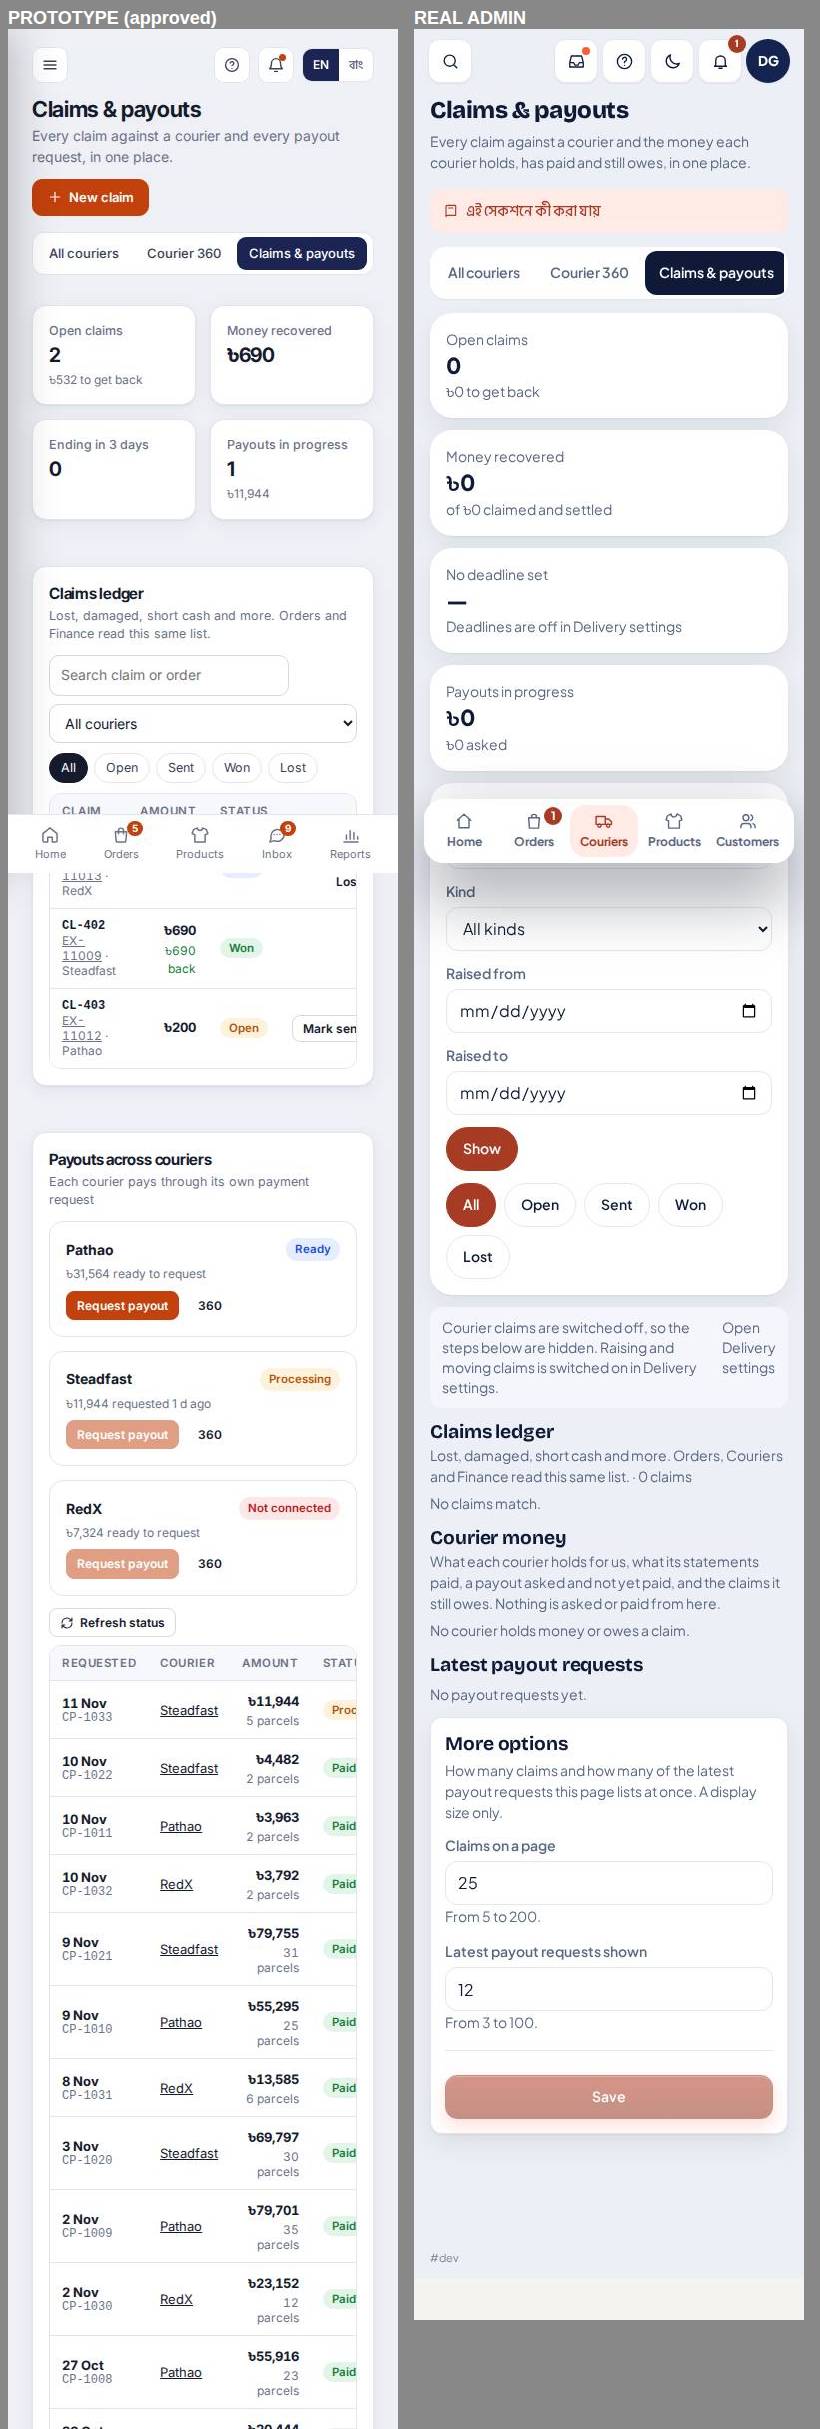 PROTOTYPE (approved)
EN
বাং
Claims & payouts
Every claim against a courier and every payout
request, in one place.
New claim
All couriers
Courier 360
Claims & payouts
Open claims
2
৳532 to get back
Money recovered
৳690
Ending in 3 days
0
Payouts in progress
1
৳11,944
Claims ledger
Lost, damaged, short cash and more. Orders and
Finance read this same list.
Search claim or order
All couriers
All
Open
Sent
Won
Lost
CLAIM
AMOUNT
STATUS
Home
Orders
5
Products
Inbox
9
Reports
11013 ·
RedX
Los
CL-402
EX-
11009 ·
Steadfast
৳690
৳690
back
Won
CL-403
EX-
11012 ·
Pathao
৳200
Open
Mark sen
Payouts across couriers
Each courier pays through its own payment
request
Pathao
Ready
৳31,564 ready to request
Request payout
360
Steadfast
Processing
৳11,944 requested 1 d ago
Request payout
360
RedX
Not connected
৳7,324 ready to request
Request payout
360
Refresh status
REQUESTED
COURIER
AMOUNT
STATU
11 Nov
CP-1033
Steadfast
৳11,944
5 parcels
Proc
10 Nov
CP-1022
Steadfast
৳4,482
2 parcels
Paid
10 Nov
CP-1011
Pathao
৳3,963
2 parcels
Paid
10 Nov
CP-1032
RedX
৳3,792
2 parcels
Paid
9 Nov
CP-1021
Steadfast
৳79,755
31
parcels
Paid
9 Nov
CP-1010
Pathao
৳55,295
25
parcels
Paid
8 Nov
CP-1031
RedX
৳13,585
6 parcels
Paid
3 Nov
CP-1020
Steadfast
৳69,797
30
parcels
Paid
2 Nov
CP-1009
Pathao
৳79,701
35
parcels
Paid
2 Nov
CP-1030
RedX
৳23,152
12
parcels
Paid
27 Oct
CP-1008
Pathao
৳55,916
23
parcels
Paid
REAL ADMIN
1
DG
Claims & payouts
Every claim against a courier and the money each
courier holds, has paid and still owes, in one place.
এই সেকশনে কী করা যায়
All couriers
Courier 360
Claims & payouts
Open claims
0
৳0 to get back
Money recovered
৳0
of ৳0 claimed and settled
No deadline set
—
Deadlines are off in Delivery settings
Payouts in progress
৳0
৳0 asked
Home
Orders
1
Couriers
Products
Customers
Kind
All kinds
Raised from
mm/dd/yyyy
Raised to
mm/dd/yyyy
Show
All
Open
Sent
Won
Lost
Courier claims are switched off, so the
steps below are hidden. Raising and
moving claims is switched on in Delivery
settings.
Open
Delivery
settings
Claims ledger
Lost, damaged, short cash and more. Orders, Couriers
and Finance read this same list. · 0 claims
No claims match.
Courier money
What each courier holds for us, what its statements
paid, a payout asked and not yet paid, and the claims it
still owes. Nothing is asked or paid from here.
No courier holds money or owes a claim.
Latest payout requests
No payout requests yet.
More options
How many claims and how many of the latest
payout requests this page lists at once. A display
size only.
Claims on a page
25
From 5 to 200.
Latest payout requests shown
12
From 3 to 100.
Save
#dev